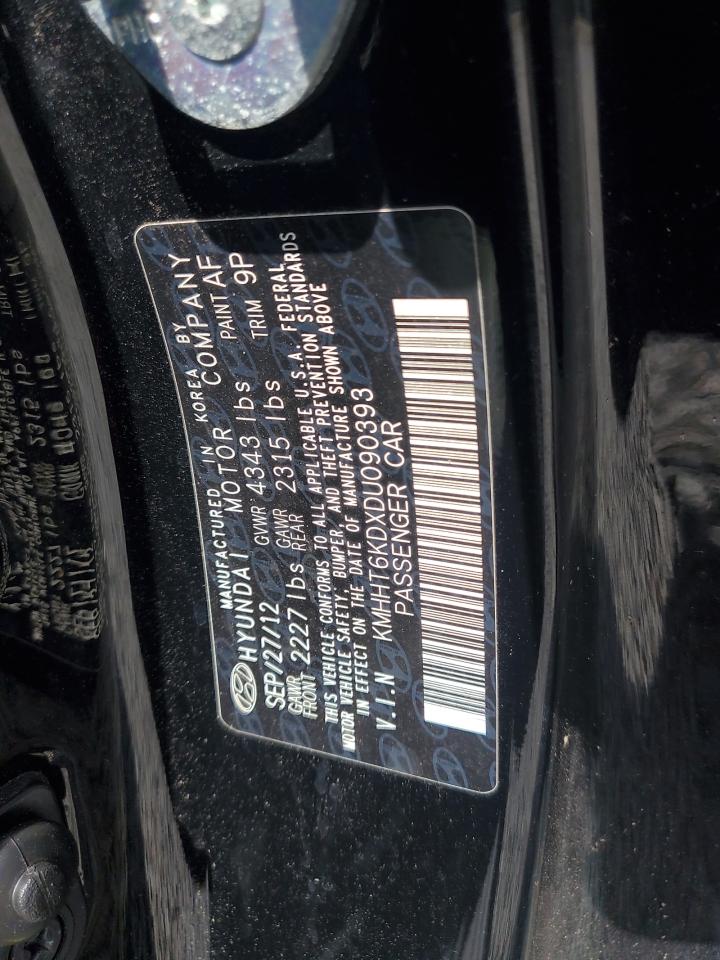 MANUFACTURED IN KOREA BY
HYUNDAI MOTOR COMPANY
SEP/27/12 GVWR 4343 lbs PAINT AF
GAWR FRONT 2227 lbs GAWR REAR 2315 lbs TRIM 9P
THIS VEHICLE CONFORMS TO ALL APPLICABLE U.S.A. FEDERAL
MOTOR VEHICLE SAFETY, BUMPER AND THEFT PREVENTION STANDARDS
IN EFFECT ON THE DATE OF MANUFACTURE SHOWN ABOVE
V.I.N KMHHT6KDXDU090393
PASSENGER CAR